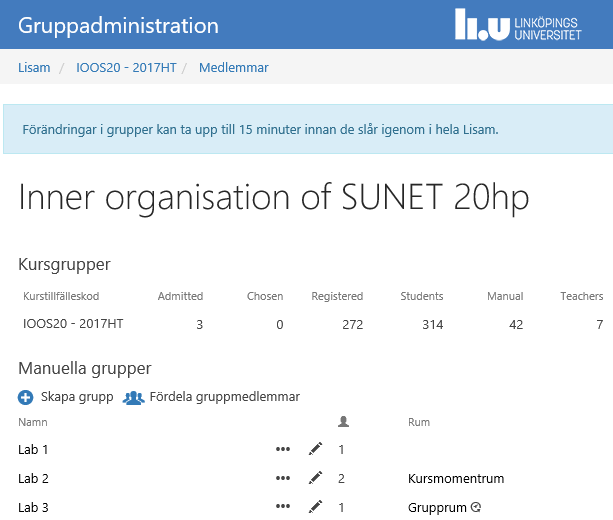 Gruppadministration
LINKÖPINGS
UNIVERSITET
Lisam / IOOS20 - 2017HT / Medlemmar
Förändringar i grupper kan ta upp till 15 minuter innan de slår igenom i hela Lisam.
Inner organisation of SUNET 20hp
Kursgrupper
Kurstillfälleskod Admitted Chosen Registered Students Manual Teachers
IOOS20 - 2017HT 3 0 272 314 42 7
Manuella grupper
Skapa grupp Fördela gruppmedlemmar
Namn Rum
Lab 1 ••• 1
Lab 2 ••• 2 Kursmomentrum
Lab 3 ••• 1 Grupprum